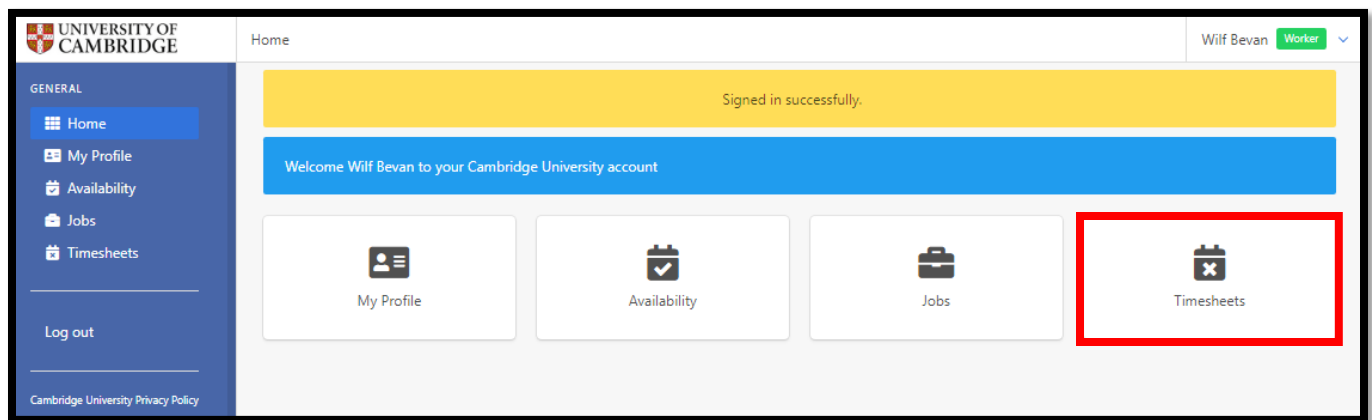 UNIVERSITY OF
CAMBRIDGE
Home
Wilf Bevan Worker
GENERAL
Home
My Profile
Availability
Jobs
Timesheets
Log out
Cambridge University Privacy Policy
Signed in successfully.
Welcome Wilf Bevan to your Cambridge University account
My Profile
Availability
Jobs
Timesheets